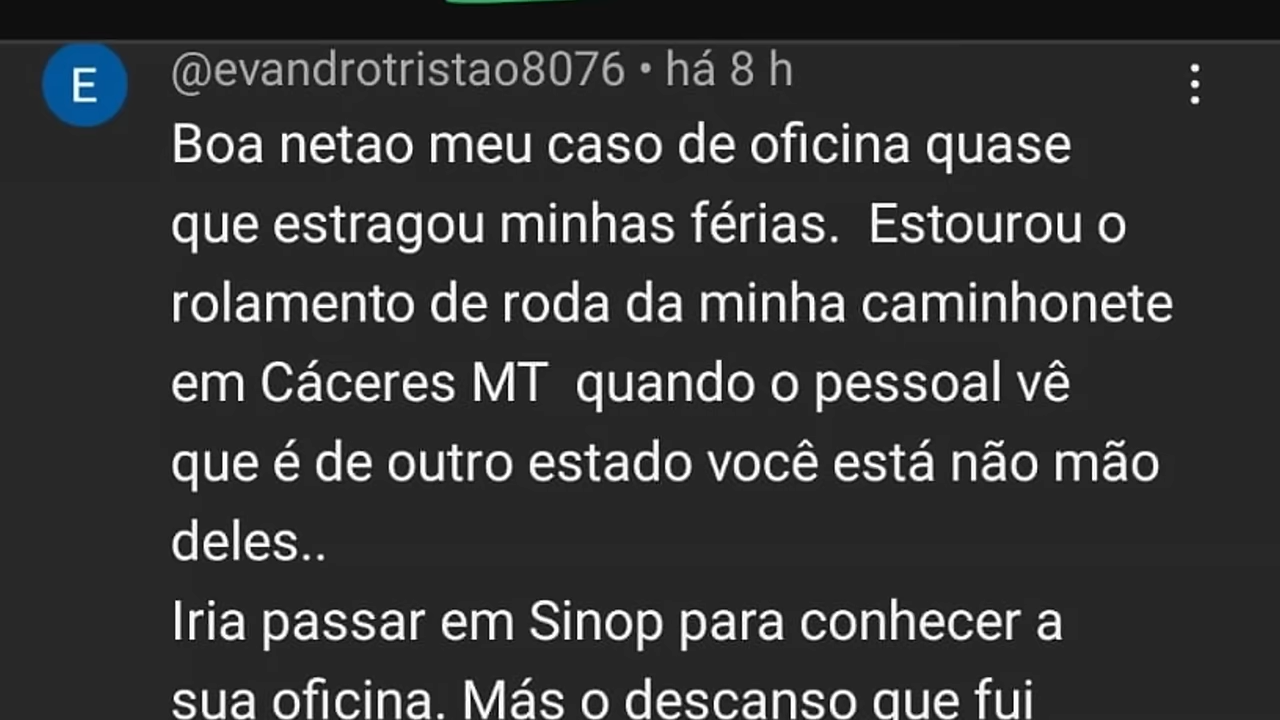 E
@evandrotristao8076 • há 8 h
Boa netao meu caso de oficina quase
que estragou minhas férias.  Estourou o
rolamento de roda da minha caminhonete
em Cáceres MT  quando o pessoal vê
que é de outro estado você está não mão
deles..
Iria passar em Sinop para conhecer a
sua oficina. Más o descanso que fui